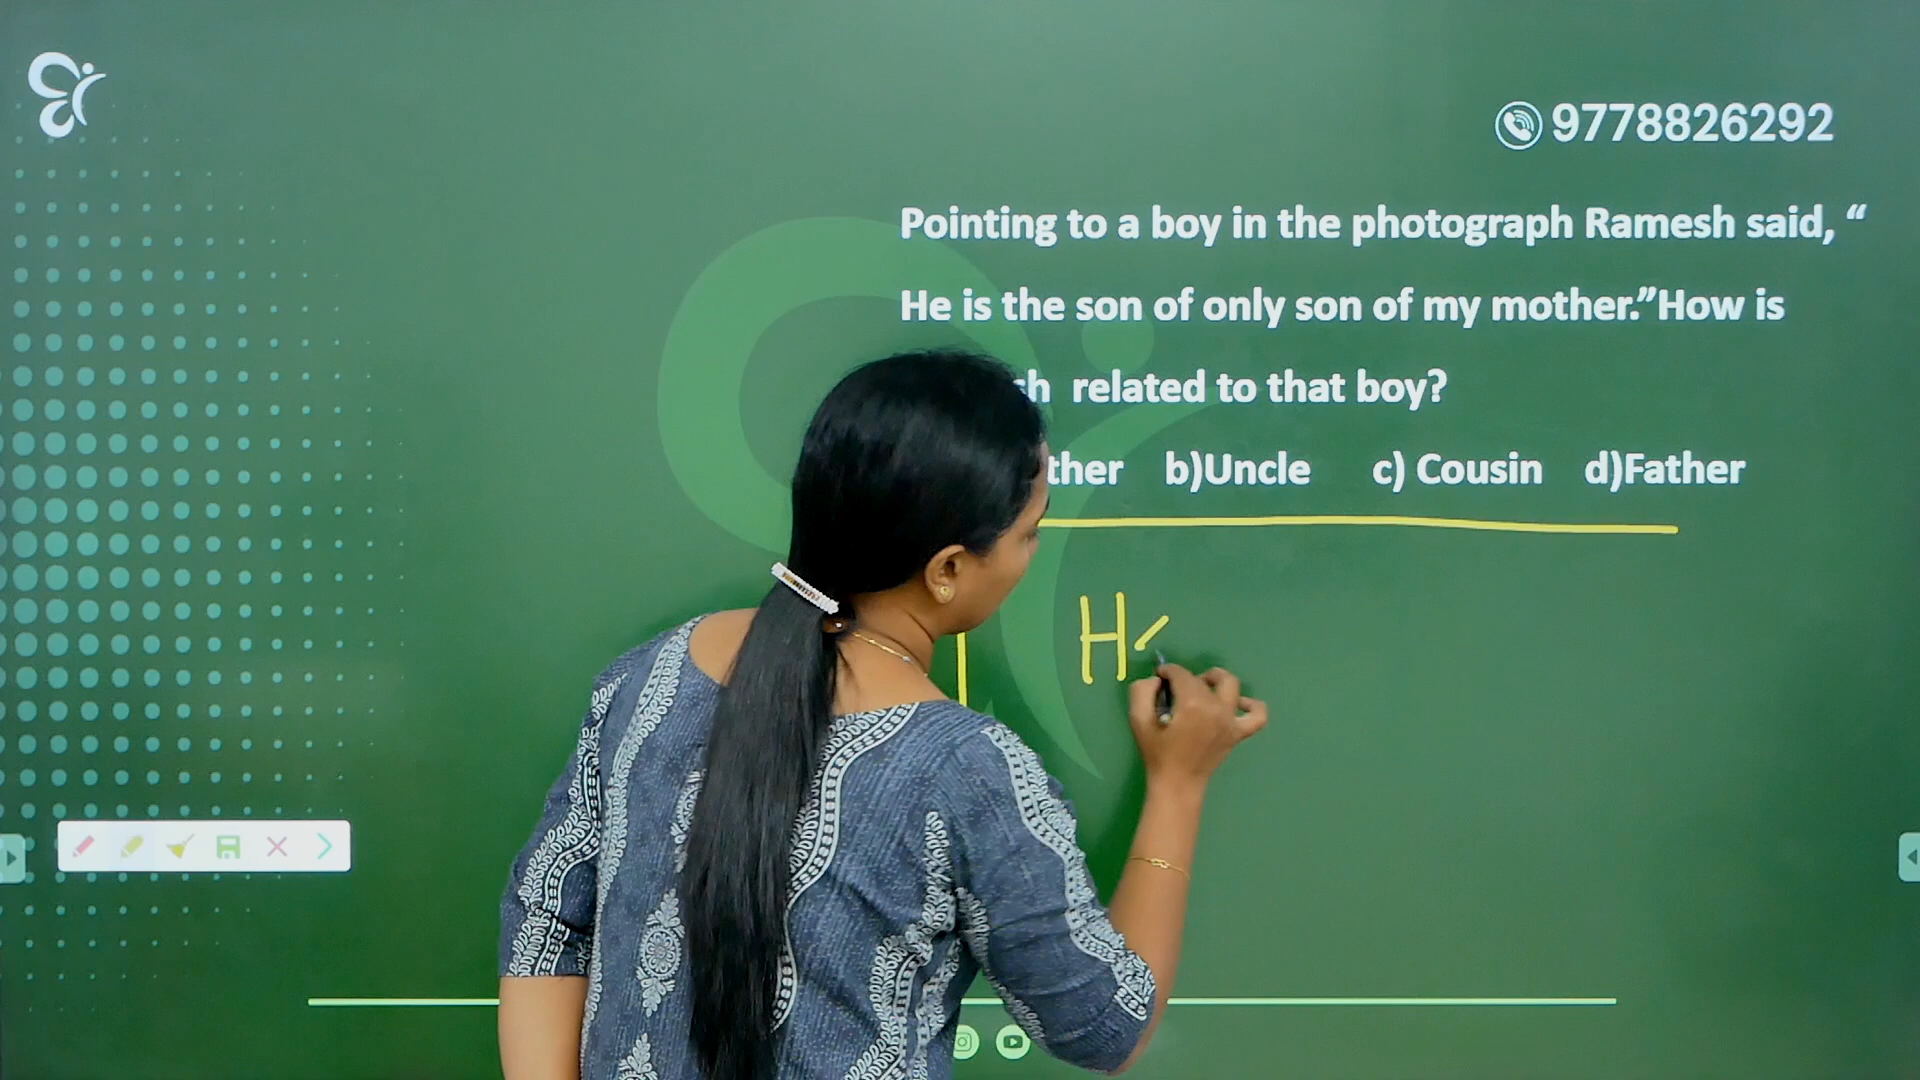 9778826292
Pointing to a boy in the photograph Ramesh said, “
He is the son of only son of my mother.”How is
related to that boy?
b)Uncle c) Cousin d)Father
H